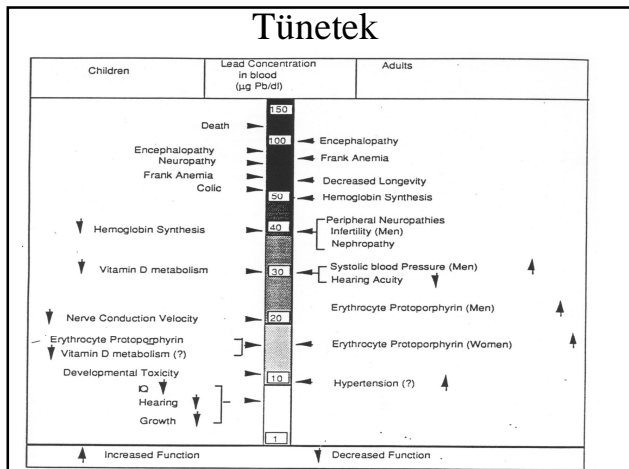 Tünetek
Children
Lead Concentration
in blood
(µg Pb/dl)
Adults
150
Death
100
Encephalopathy
Encephalopathy
Neuropathy
Frank Anemia
Frank Anemia
Decreased Longevity
Colic
50
Hemoglobin Synthesis
Peripheral Neuropathies
Hemoglobin Synthesis
40
Infertility (Men)
Nephropathy
Vitamin D metabolism
30
Systolic blood Pressure (Men)
Hearing Acuity
Erythrocyte Protoporphyrin (Men)
Nerve Conduction Velocity
20
Erythrocyte Protoporphyrin
Vitamin D metabolism (?)
Erythrocyte Protoporphyrin (Women)
Developmental Toxicity
10
Hypertension (?)
IQ
Hearing
Growth
1
Increased Function
Decreased Function